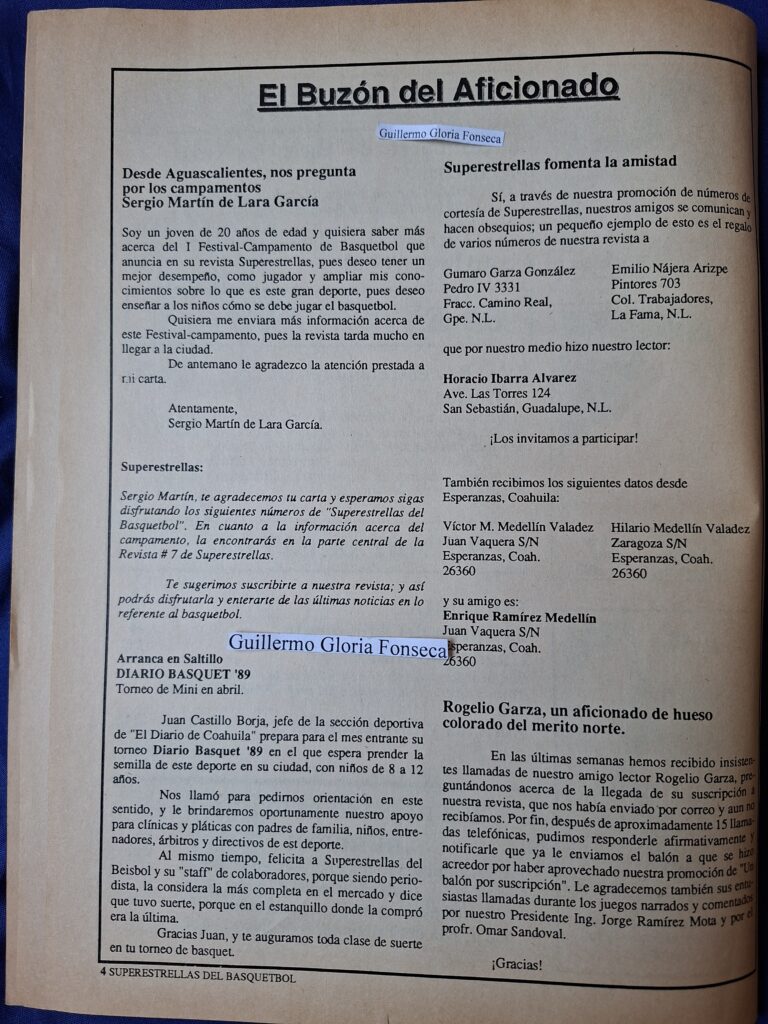 El Buzón del Aficionado
Guillermo Gloria Fonseca
Desde Aguascalientes, nos pregunta
por los campamentos
Sergio Martín de Lara García
Soy un joven de 20 años de edad y quisiera saber más
acerca del I Festival-Campamento de Basquetbol que
anuncia en su revista Superestrellas, pues deseo tener un
mejor desempeño, como jugador y ampliar mis cono-
cimientos sobre lo que es este gran deporte, pues deseo
enseñar a los niños cómo se debe jugar el basquetbol.
Quisiera me enviara más información acerca de
este Festival-campamento, pues la revista tarda mucho en
llegar a la ciudad.
De antemano le agradezco la atención prestada a
mi carta.
Atentamente,
Sergio Martín de Lara García.
Superestrellas:
Sergio Martín, te agradecemos tu carta y esperamos sigas
disfrutando los siguientes números de "Superestrellas del
Basquetbol". En cuanto a la información acerca del
campamento, la encontrarás en la parte central de la
Revista # 7 de Superestrellas.
Te sugerimos suscribirte a nuestra revista; y así
podrás disfrutarla y enterarte de las últimas noticias en lo
referente al basquetbol.
Guillermo Gloria Fonseca
Arranca en Saltillo
DIARIO BASQUET '89
Torneo de Mini en abril.
Juan Castillo Borja, jefe de la sección deportiva
de "El Diario de Coahuila" prepara para el mes entrante su
torneo Diario Basquet '89 en el que espera prender la
semilla de este deporte en su ciudad, con niños de 8 a 12
años.
Nos llamó para pedirnos orientación en este
sentido, y le brindaremos oportunamente nuestro apoyo
para clínicas y pláticas con padres de familia, niños, entre-
nadores, árbitros y directivos de este deporte.
Al mismo tiempo, felicita a Superestrellas del
Beisbol y su "staff" de colaboradores, porque siendo perio-
dista, la considera la más completa en el mercado y dice
que tuvo suerte, porque en el estanquillo donde la compró
era la última.
Gracias Juan, y te auguramos toda clase de suerte
en tu torneo de basquet.
Superestrellas fomenta la amistad
Sí, a través de nuestra promoción de números de
cortesía de Superestrellas, nuestros amigos se comunican y
hacen obsequios; un pequeño ejemplo de esto es el regalo
de varios números de nuestra revista a
Gumaro Garza González
Pedro IV 3331
Fracc. Camino Real,
Gpe. N.L.
Emilio Nájera Arizpe
Pintores 703
Col. Trabajadores,
La Fama, N.L.
que por nuestro medio hizo nuestro lector:
Horacio Ibarra Alvarez
Ave. Las Torres 124
San Sebastián, Guadalupe, N.L.
¡Los invitamos a participar!
También recibimos los siguientes datos desde
Esperanzas, Coahuila:
Víctor M. Medellín Valadez
Juan Vaquera S/N
Esperanzas, Coah.
26360
Hilario Medellín Valadez
Zaragoza S/N
Esperanzas, Coah.
26360
y su amigo es:
Enrique Ramírez Medellín
Juan Vaquera S/N
Esperanzas, Coah.
26360
Rogelio Garza, un aficionado de hueso
colorado del merito norte.
En las últimas semanas hemos recibido insisten-
tes llamadas de nuestro amigo lector Rogelio Garza, pre-
guntándonos acerca de la llegada de su suscripción a
nuestra revista, que nos había enviado por correo y aun no
recibíamos. Por fin, después de aproximadamente 15 llama-
das telefónicas, pudimos responderle afirmativamente y
notificarle que ya le enviamos el balón a que se hizo
acreedor por haber aprovechado nuestra promoción de "Un
balón por suscripción". Le agradecemos también sus entu-
siastas llamadas durante los juegos narrados y comentados
por nuestro Presidente Ing. Jorge Ramírez Mota y por el
profr. Omar Sandoval.
¡Gracias!
4 SUPERESTRELLAS DEL BASQUETBOL